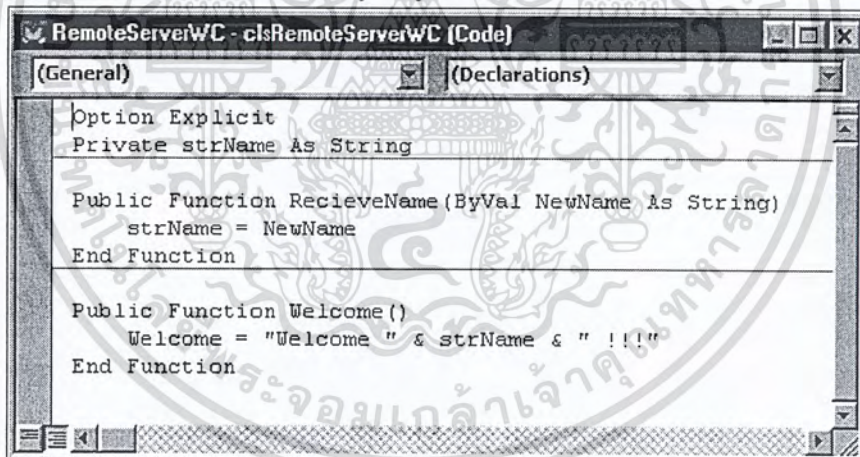 RemoteServerWC - clsRemoteServerWC (Code)
(General) (Declarations)
Option Explicit
Private strName As String
Public Function RecieveName(ByVal NewName As String)
strName = NewName
End Function
Public Function Welcome()
Welcome = "Welcome " & strName & " !!!"
End Function